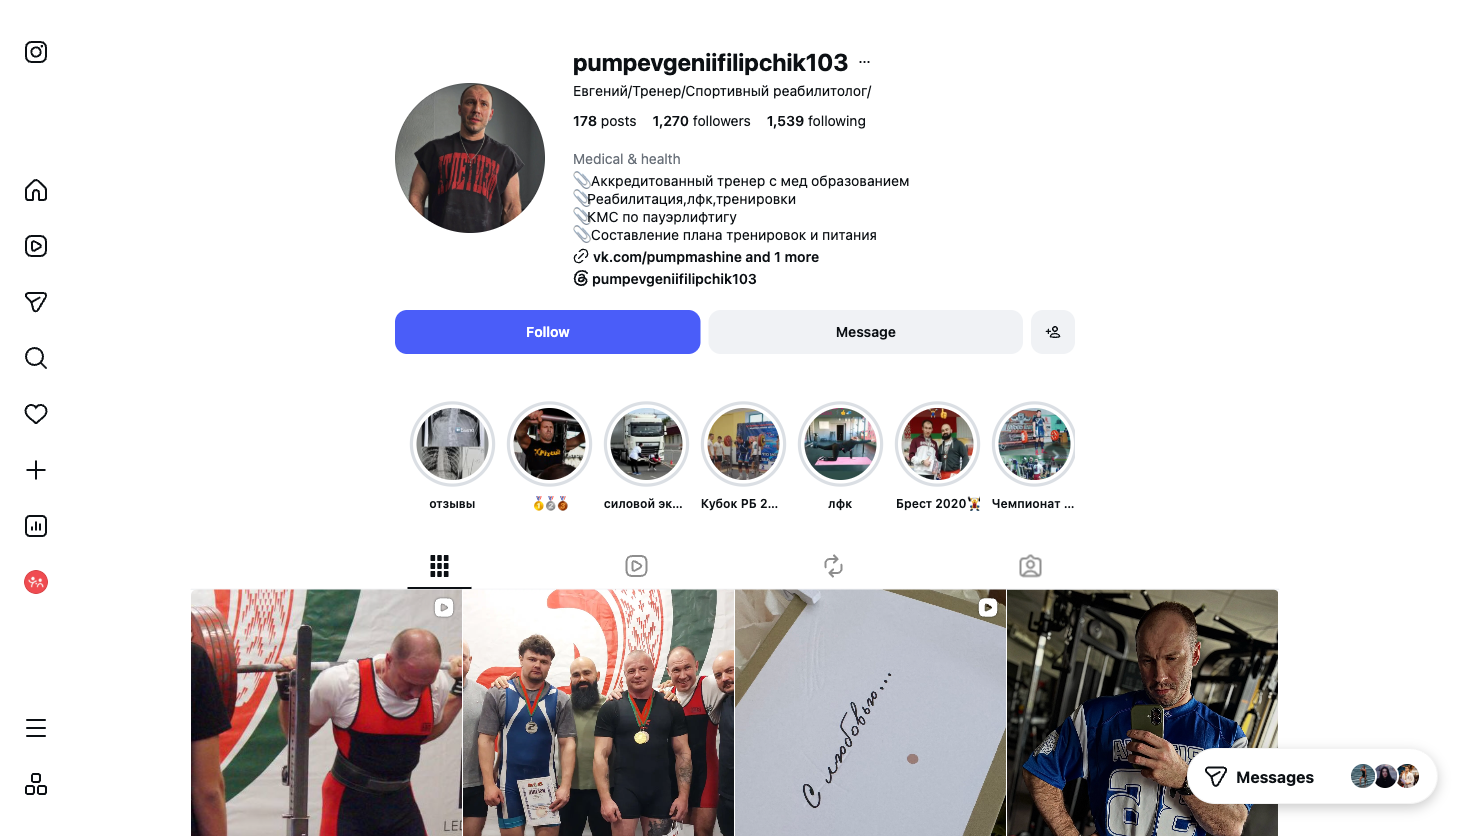 pumpevgeniifilipchik103 ...
Евгений/Тренер/Спортивный реабилитолог/
178 posts 1,270 followers 1,539 following
Medical & health
📎Аккредитованный тренер с мед образованием
📎Реабилитация,лфк,тренировки
📎КМС по пауэрлифтигу
📎Составление плана тренировок и питания
vk.com/pumpmashine and 1 more
pumpevgeniifilipchik103
Follow
Message
отзывы
🥇🥈🥉
силовой эк...
Кубок РБ 2...
лфк
Брест 2020🏋
Чемпионат ...
С любовью...
Messages